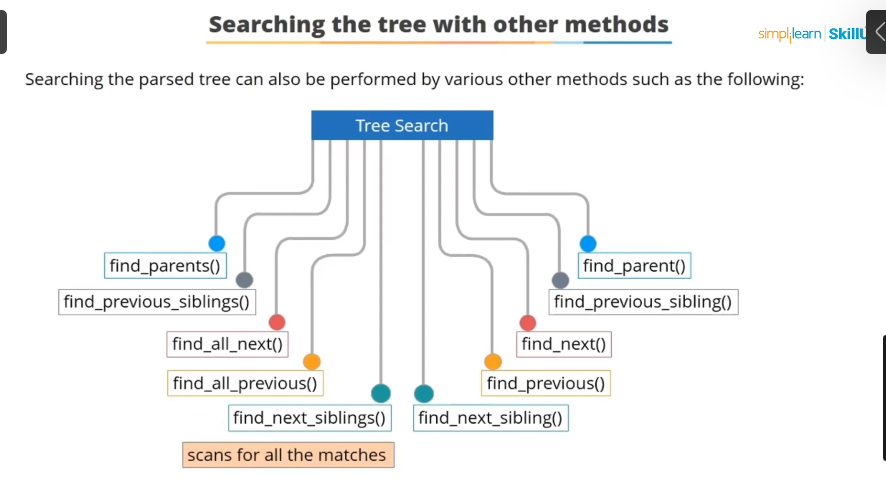 Searching the tree with other methods
simplilearn | SkillU
Searching the parsed tree can also be performed by various other methods such as the following:
Tree Search
find_parents()
find_parent()
find_previous_siblings()
find_previous_sibling()
find_all_next()
find_next()
find_all_previous()
find_previous()
find_next_siblings()
find_next_sibling()
scans for all the matches